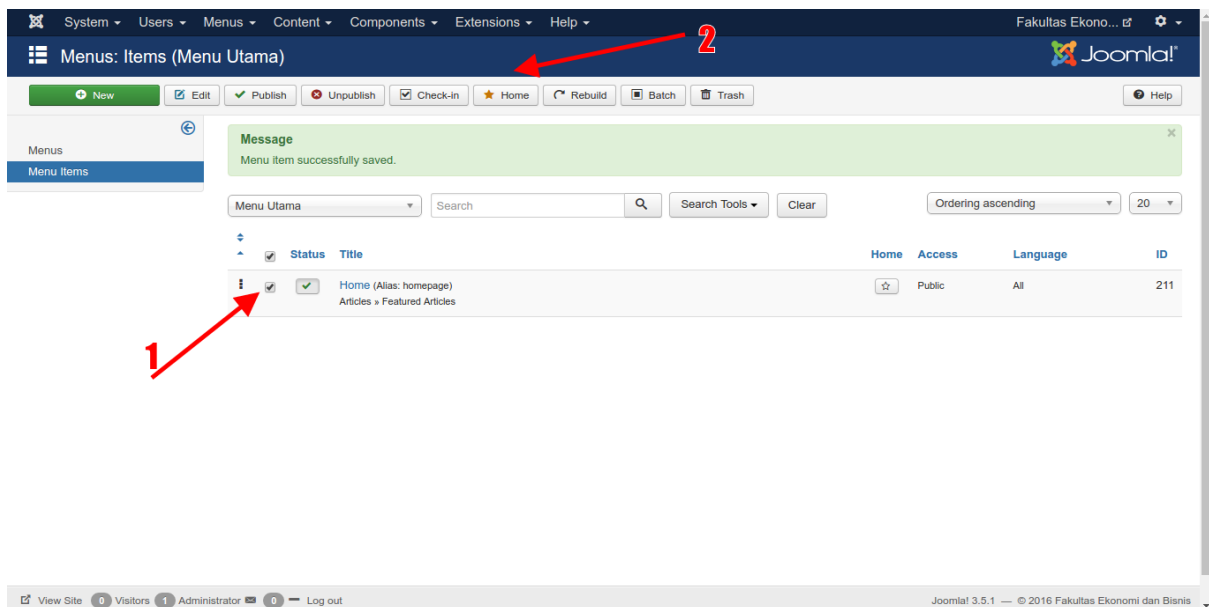 System Users Menus Content Components Extensions Help Fakultas Ekono...
2
Menus: Items (Menu Utama) Joomla!
New Edit Publish Unpublish Check-in Home Rebuild Batch Trash Help
Message
Menus
Menu item successfully saved.
Menu Items
Menu Utama Search Search Tools Clear Ordering ascending 20
Status Title Home Access Language ID
Home (Alias: homepage) Public All 211
Articles » Featured Articles
1
View Site 0 Visitors 1 Administrator 0 Log out Joomla! 3.5.1 — © 2016 Fakultas Ekonomi dan Bisnis